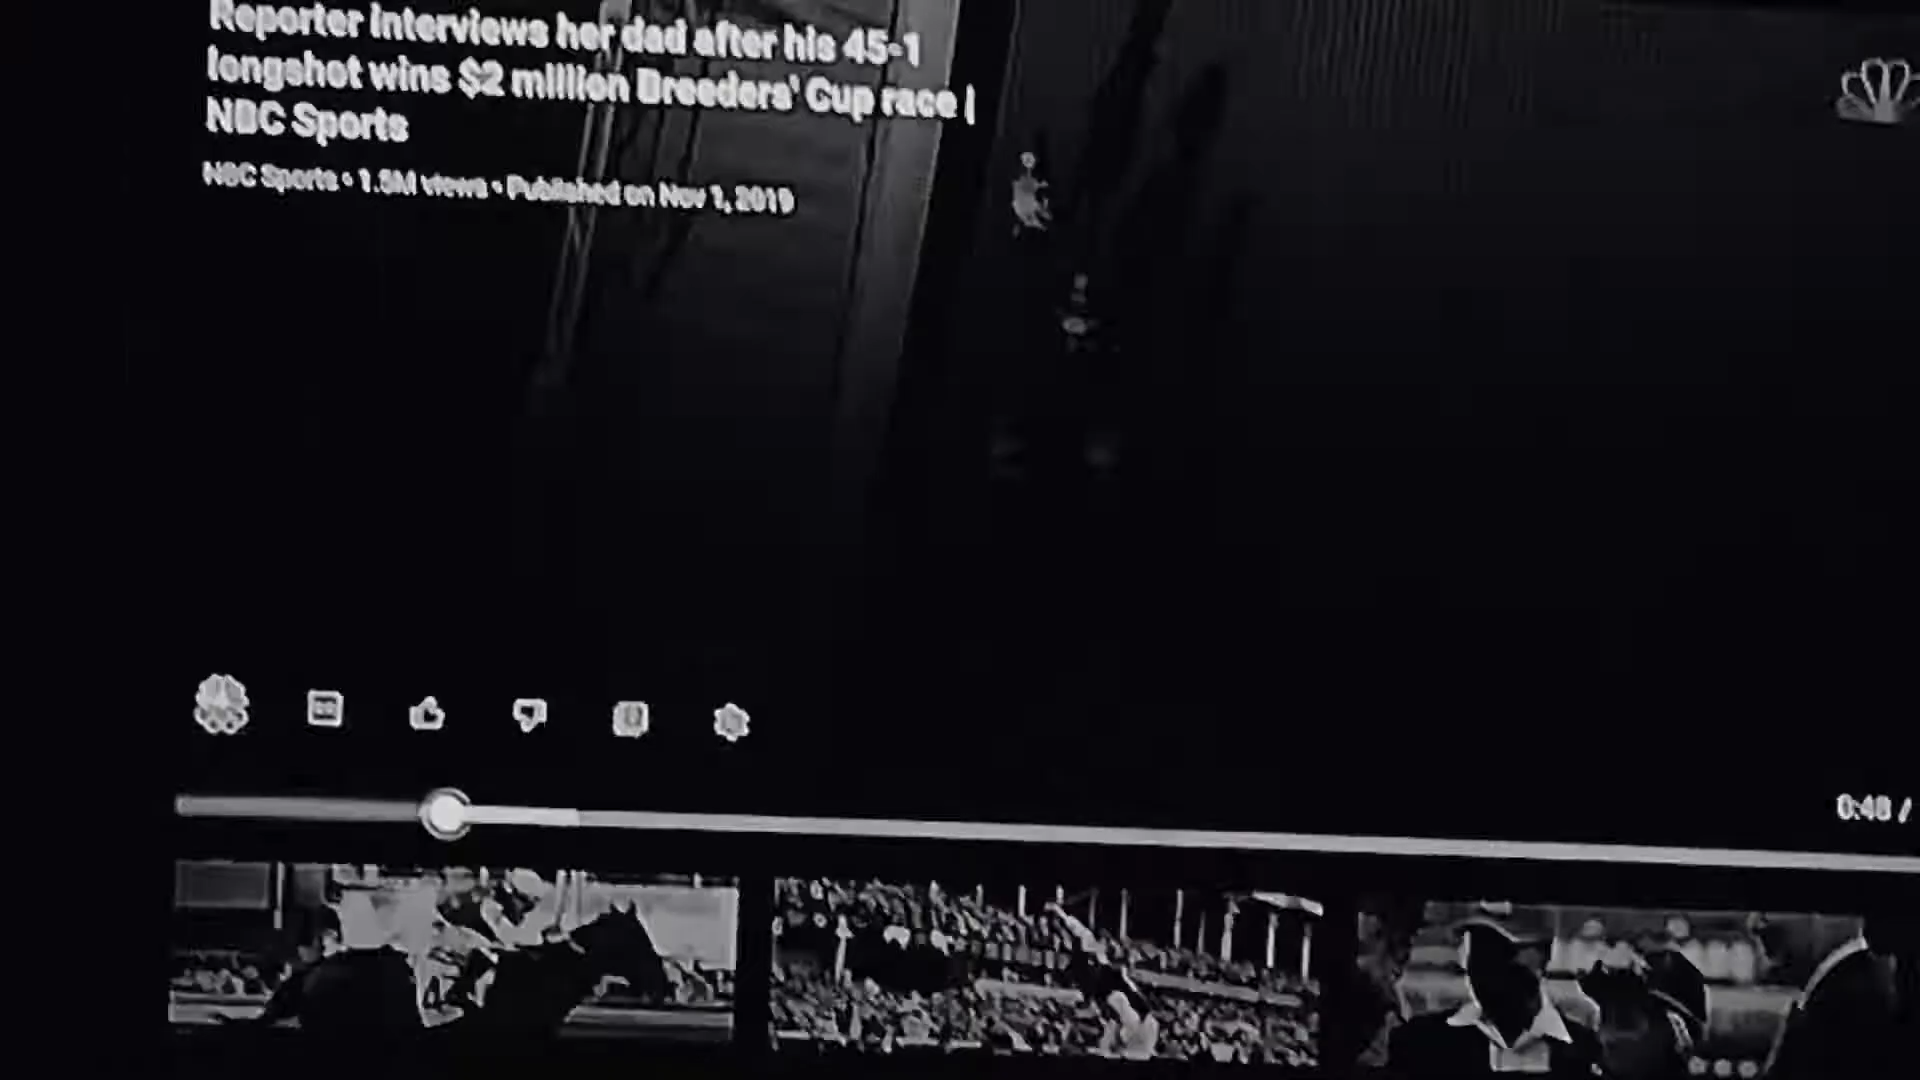 Reporter interviews her dad after his 45-1
longshot wins $2 million Breeders' Cup race |
NBC Sports
NBC Sports • 1.5M views • Published on Nov 1, 2019
0:48 /